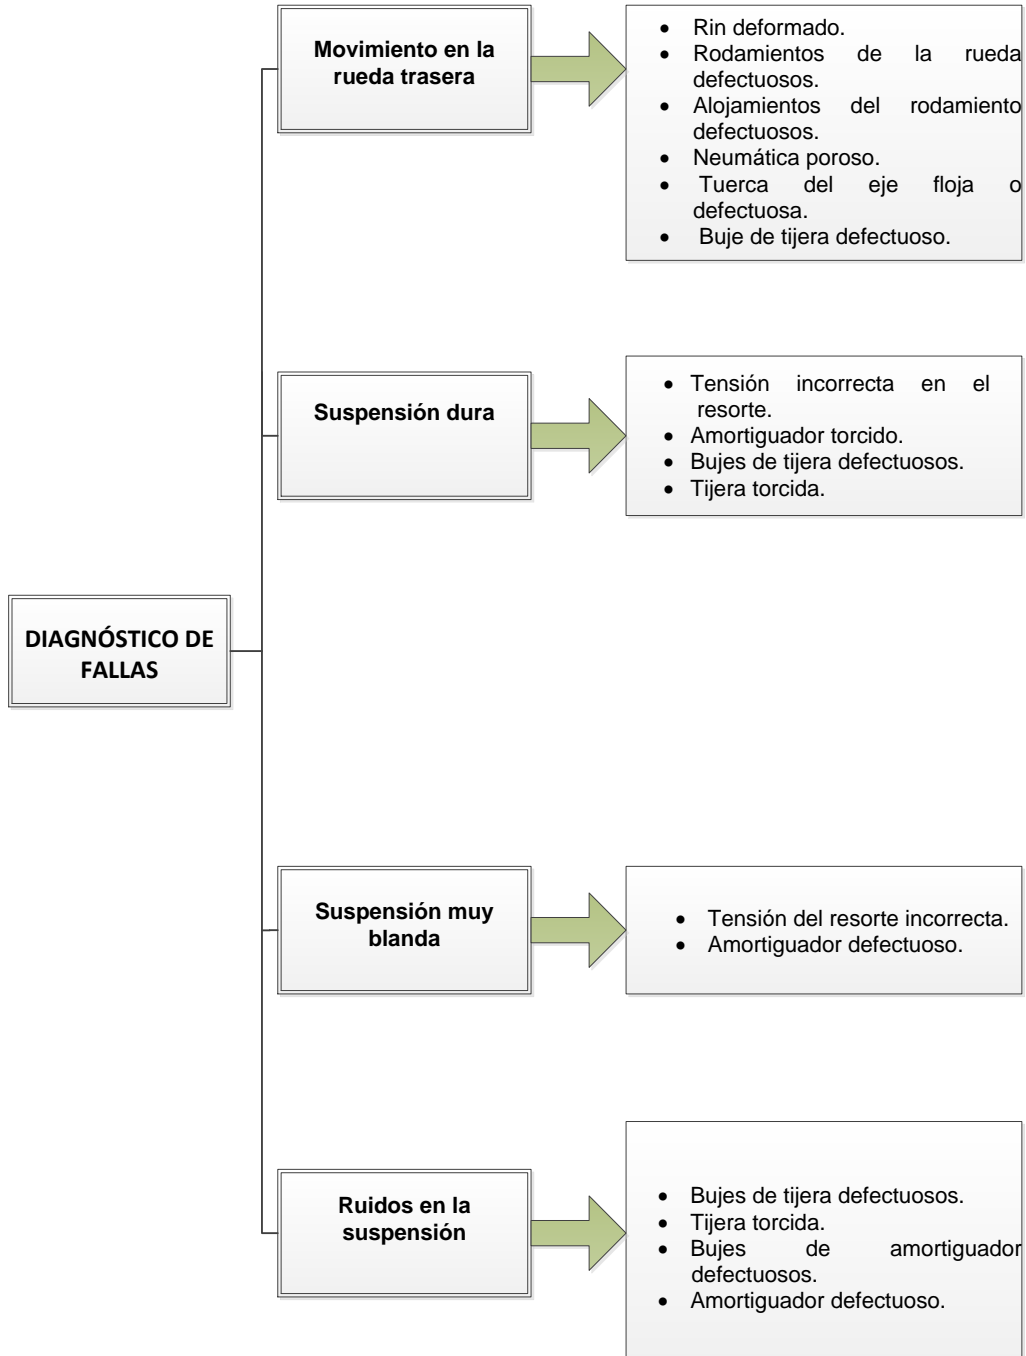 Movimiento en la
rueda trasera
• Rin deformado.
• Rodamientos de la rueda
defectuosos.
• Alojamientos del rodamiento
defectuosos.
• Neumática poroso.
• Tuerca del eje floja o
defectuosa.
• Buje de tijera defectuoso.
Suspensión dura
• Tensión incorrecta en el
resorte.
• Amortiguador torcido.
• Bujes de tijera defectuosos.
• Tijera torcida.
DIAGNÓSTICO DE
FALLAS
Suspensión muy
blanda
• Tensión del resorte incorrecta.
• Amortiguador defectuoso.
Ruidos en la
suspensión
• Bujes de tijera defectuosos.
• Tijera torcida.
• Bujes de amortiguador
defectuosos.
• Amortiguador defectuoso.